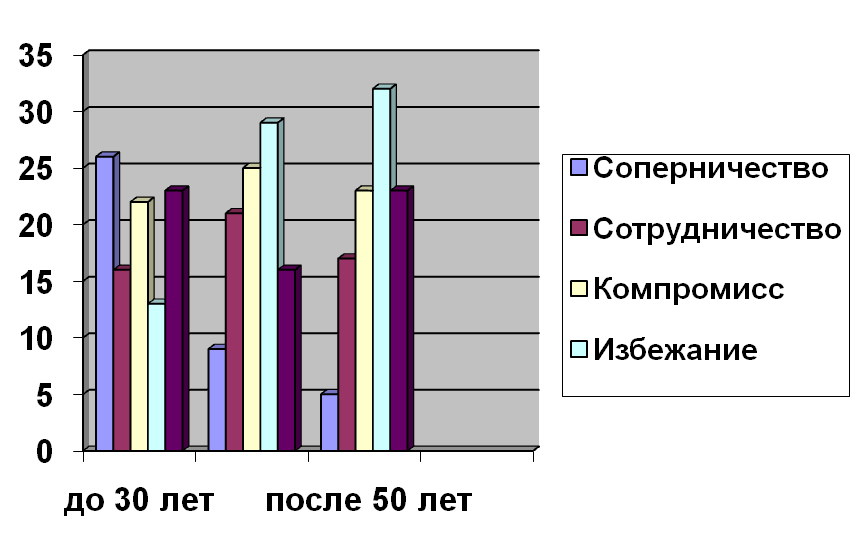 35
30
25
20
15
10
5
0
до 30 лет
после 50 лет
Соперничество
Сотрудничество
Компромисс
Избежание